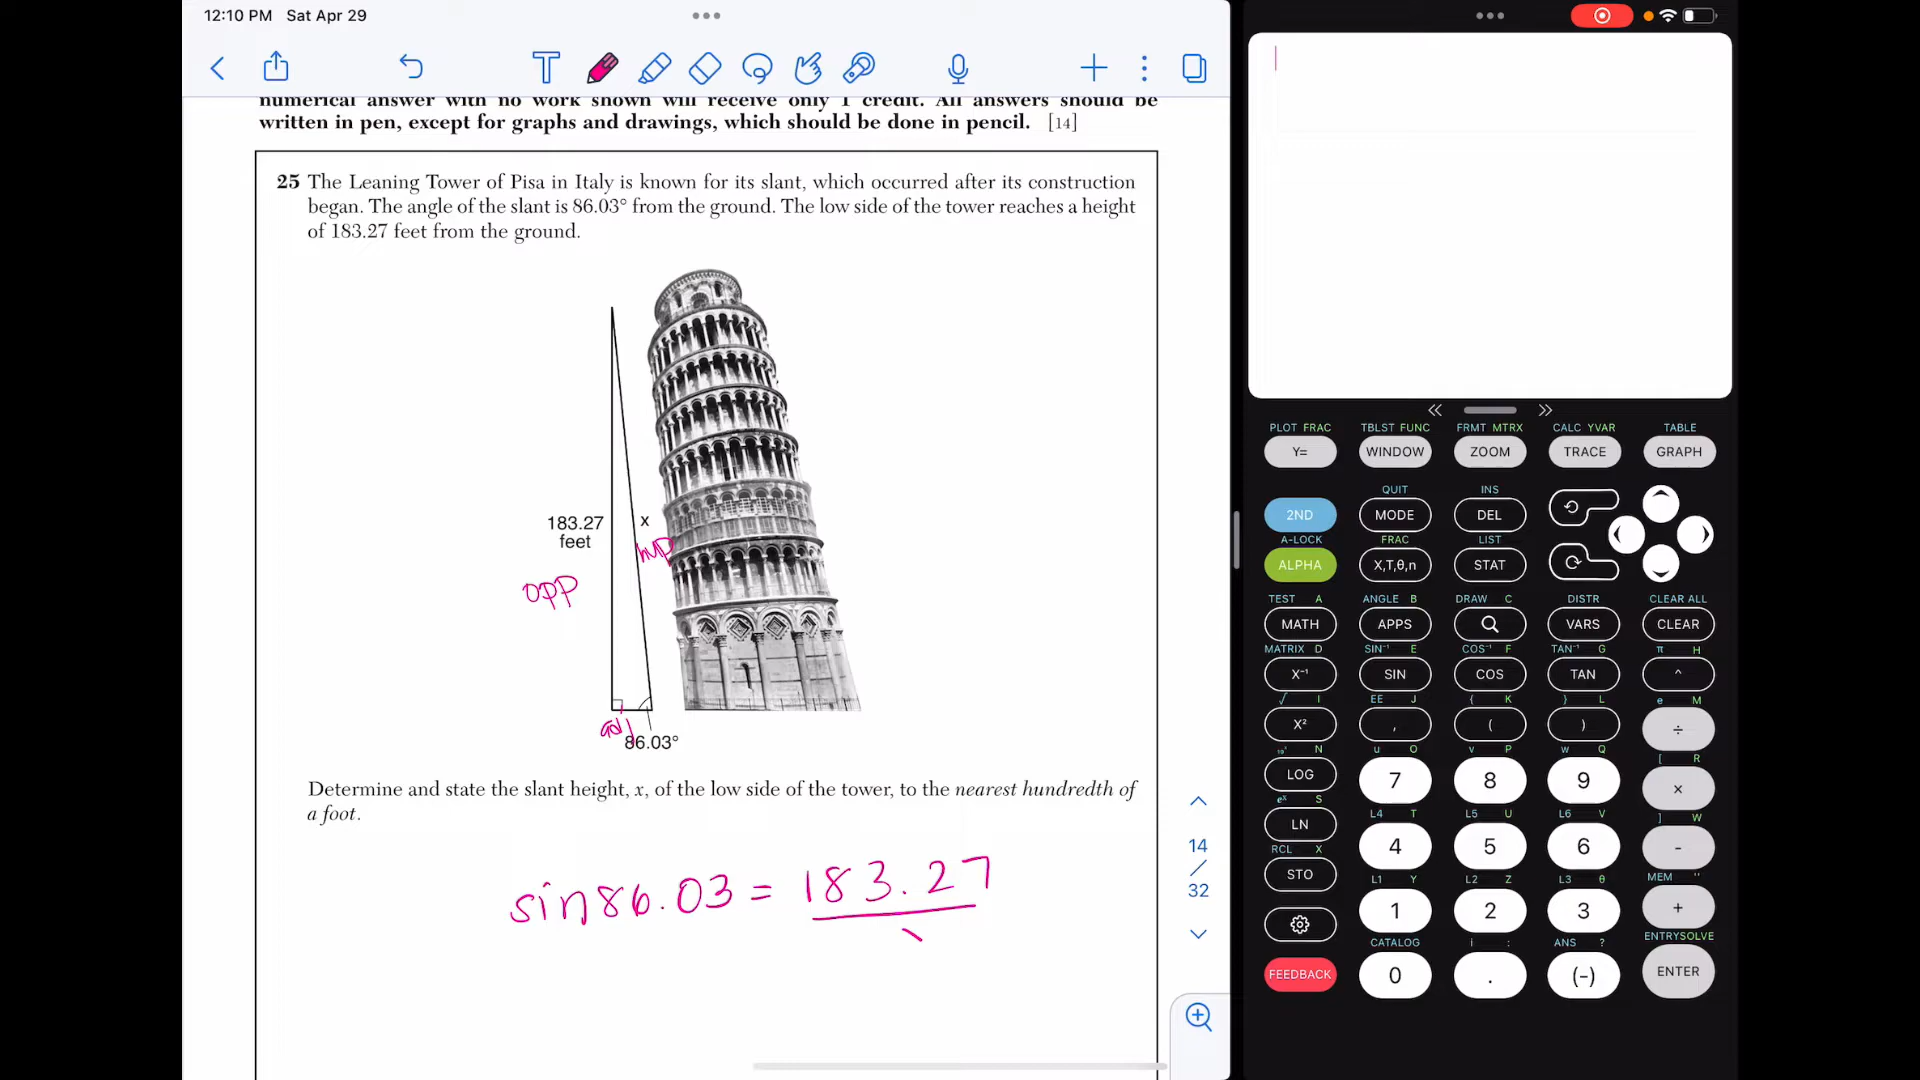 12:10 PM Sat Apr 29
numerical answer with no work shown will receive only 1 credit. All answers should be
written in pen, except for graphs and drawings, which should be done in pencil. [14]
25 The Leaning Tower of Pisa in Italy is known for its slant, which occurred after its construction
began. The angle of the slant is 86.03° from the ground. The low side of the tower reaches a height
of 183.27 feet from the ground.
183.27
feet
x
hyp
opp
adj
86.03°
Determine and state the slant height, x, of the low side of the tower, to the nearest hundredth of
a foot.
sin86.03 = 183.27
14
/
32
PLOT FRAC TBLST FUNC FRMT MTRX CALC YVAR TABLE
Y= WINDOW ZOOM TRACE GRAPH
QUIT INS
2ND MODE DEL
A-LOCK FRAC LIST
ALPHA X,T,θ,n STAT
TEST A ANGLE B DRAW C DISTR CLEAR ALL
MATH APPS VARS CLEAR
MATRIX D SIN⁻¹ E COS⁻¹ F TAN⁻¹ G π H
X⁻¹ SIN COS TAN ^
√ I EE J { K } L e M
X² , ( ) ÷
N u O v P w Q [ R
LOG 7 8 9 ×
eˣ S L4 T L5 U L6 V ] W
LN 4 5 6 -
RCL X L1 Y L2 Z L3 θ MEM "
STO 1 2 3 +
CATALOG i : ANS ? ENTRY SOLVE
FEEDBACK 0 . (-) ENTER